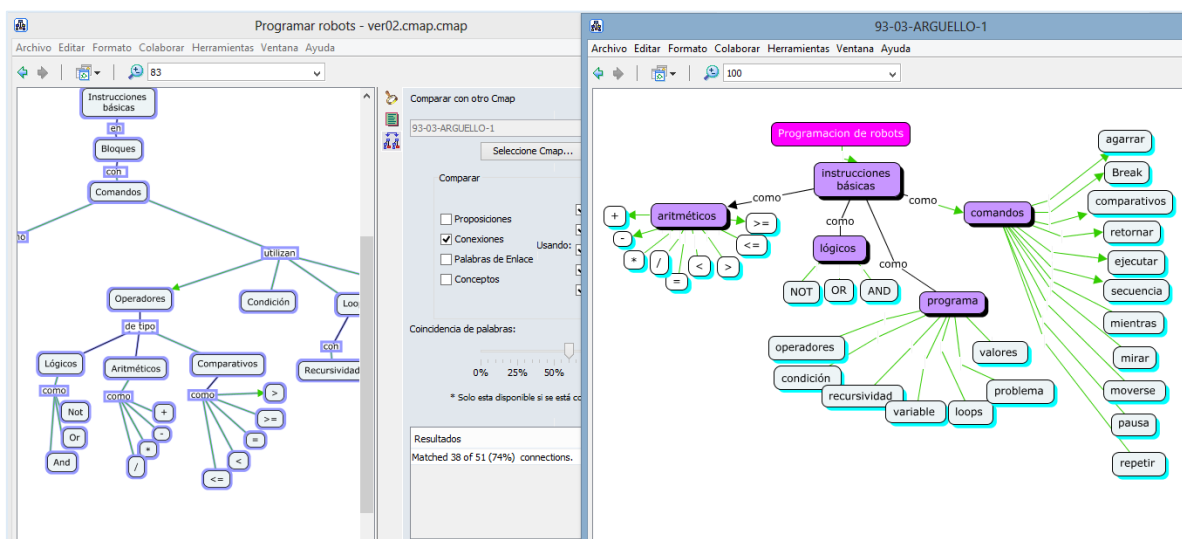 Programar robots - ver02.cmap.cmap
Archivo Editar Formato Colaborar Herramientas Ventana Ayuda
83
Instrucciones
básicas
en
Bloques
con
Comandos
utilizan
Operadores
Condición
de tipo
con
Lógicos
Aritméticos
Comparativos
Recursividad
como
como
como
Not
Or
And
+
-
*
/
>
>=
=
<
<=
Comparar con otro Cmap
93-03-ARGUELLO-1
Seleccione Cmap...
Comparar
Proposiciones
Conexiones
Palabras de Enlace
Conceptos
Usando:
Coincidencia de palabras:
0% 25% 50%
* Solo esta disponible si se está
Resultados
Matched 38 of 51 (74%) connections.
93-03-ARGUELLO-1
Archivo Editar Formato Colaborar Herramientas Ventana Ayuda
100
Programacion de robots
instrucciones
básicas
como
como
como
como
aritméticos
+
-
*
/
=
<
>
<=
>=
lógicos
NOT
OR
AND
programa
operadores
condición
recursividad
variable
loops
problema
valores
comandos
agarrar
Break
comparativos
retornar
ejecutar
secuencia
mientras
mirar
moverse
pausa
repetir